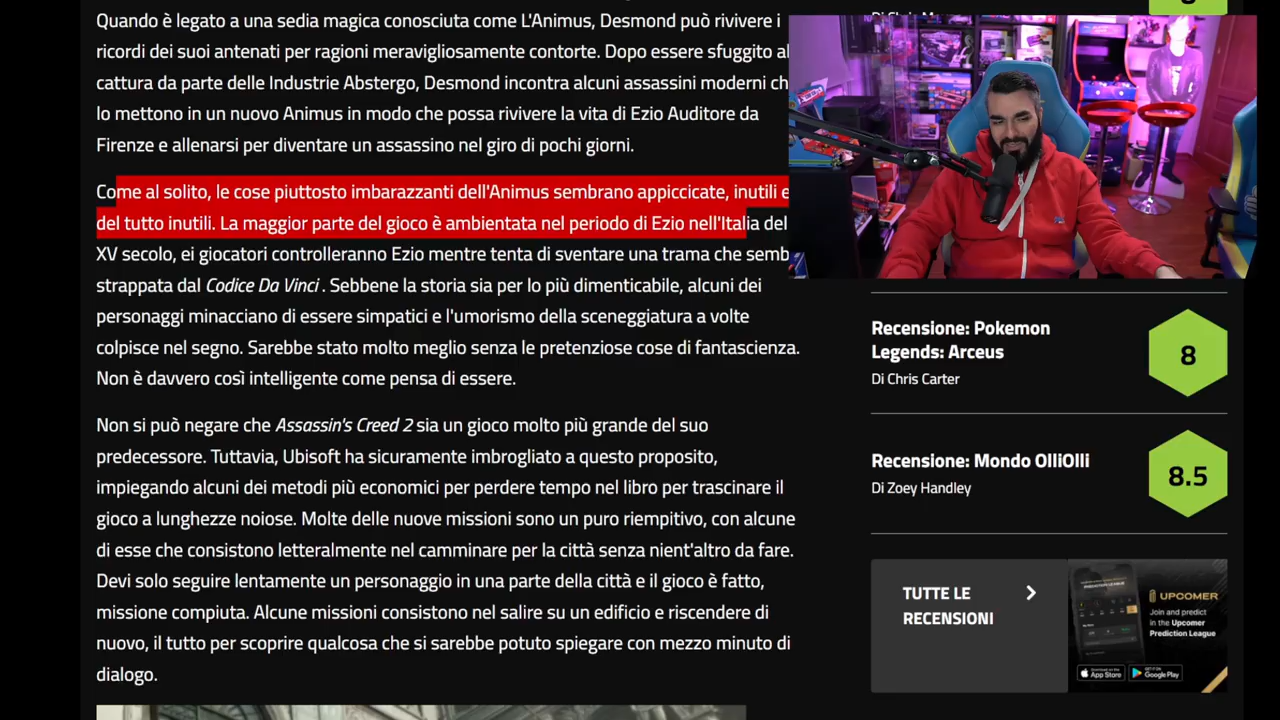 Quando è legato a una sedia magica conosciuta come L'Animus, Desmond può rivivere i
ricordi dei suoi antenati per ragioni meravigliosamente contorte. Dopo essere sfuggito al
cattura da parte delle Industrie Abstergo, Desmond incontra alcuni assassini moderni ch
lo mettono in un nuovo Animus in modo che possa rivivere la vita di Ezio Auditore da
Firenze e allenarsi per diventare un assassino nel giro di pochi giorni.
Come al solito, le cose piuttosto imbarazzanti dell'Animus sembrano appiccicate, inutili e
del tutto inutili. La maggior parte del gioco è ambientata nel periodo di Ezio nell'Italia del
XV secolo, ei giocatori controlleranno Ezio mentre tenta di sventare una trama che semb
strappata dal Codice Da Vinci . Sebbene la storia sia per lo più dimenticabile, alcuni dei
personaggi minacciano di essere simpatici e l'umorismo della sceneggiatura a volte
colpisce nel segno. Sarebbe stato molto meglio senza le pretenziose cose di fantascienza.
Non è davvero così intelligente come pensa di essere.
Non si può negare che Assassin's Creed 2 sia un gioco molto più grande del suo
predecessore. Tuttavia, Ubisoft ha sicuramente imbrogliato a questo proposito,
impiegando alcuni dei metodi più economici per perdere tempo nel libro per trascinare il
gioco a lunghezze noiose. Molte delle nuove missioni sono un puro riempitivo, con alcune
di esse che consistono letteralmente nel camminare per la città senza nient'altro da fare.
Devi solo seguire lentamente un personaggio in una parte della città e il gioco è fatto,
missione compiuta. Alcune missioni consistono nel salire su un edificio e riscendere di
nuovo, il tutto per scoprire qualcosa che si sarebbe potuto spiegare con mezzo minuto di
dialogo.
Recensione: Pokemon
Legends: Arceus
Di Chris Carter
8
Recensione: Mondo OlliOlli
Di Zoey Handley
8.5
TUTTE LE
RECENSIONI
UPCOMER
Join and predict
in the Upcomer
Prediction League
App Store
Google Play